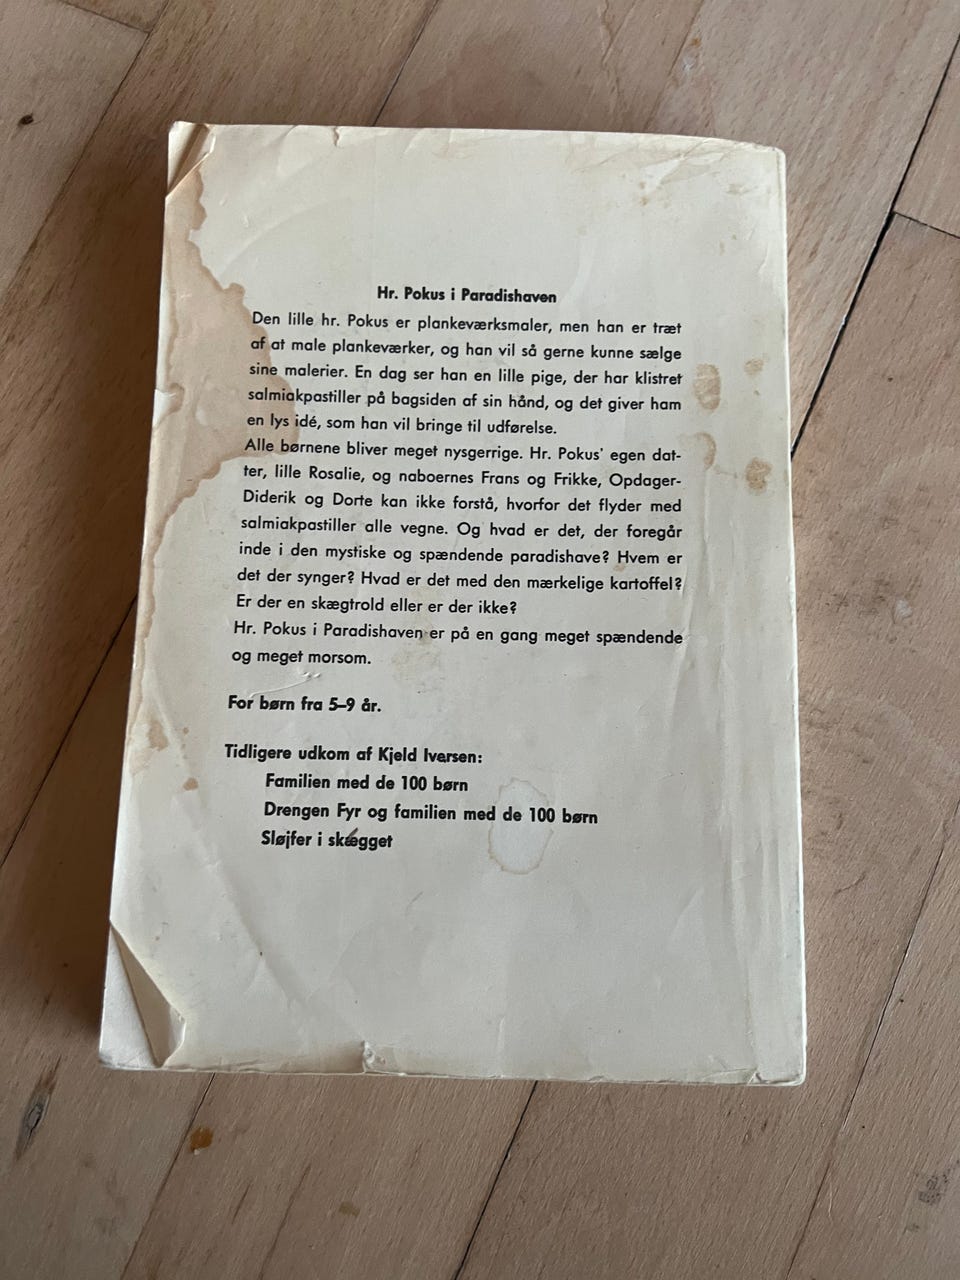 Hr. Pokus i Paradishaven
Den lille hr. Pokus er plankeværksmaler, men han er træt
af at male plankeværker, og han vil så gerne kunne sælge
sine malerier. En dag ser han en lille pige, der har klistret
salmiakpastiller på bagsiden af sin hånd, og det giver ham
en lys idé, som han vil bringe til udførelse.
Alle børnene bliver meget nysgerrige. Hr. Pokus' egen dat-
ter, lille Rosalie, og naboernes Frans og Frikke, Opdager-
Diderik og Dorte kan ikke forstå, hvorfor det flyder med
salmiakpastiller alle vegne. Og hvad er det, der foregår
inde i den mystiske og spændende paradishave? Hvem er
det der synger? Hvad er det med den mærkelige kartoffel?
Er der en skægtrold eller er der ikke?
Hr. Pokus i Paradishaven er på en gang meget spændende
og meget morsom.
For børn fra 5–9 år.
Tidligere udkom af Kjeld Iversen:
Familien med de 100 børn
Drengen Fyr og familien med de 100 børn
Sløjfer i skægget